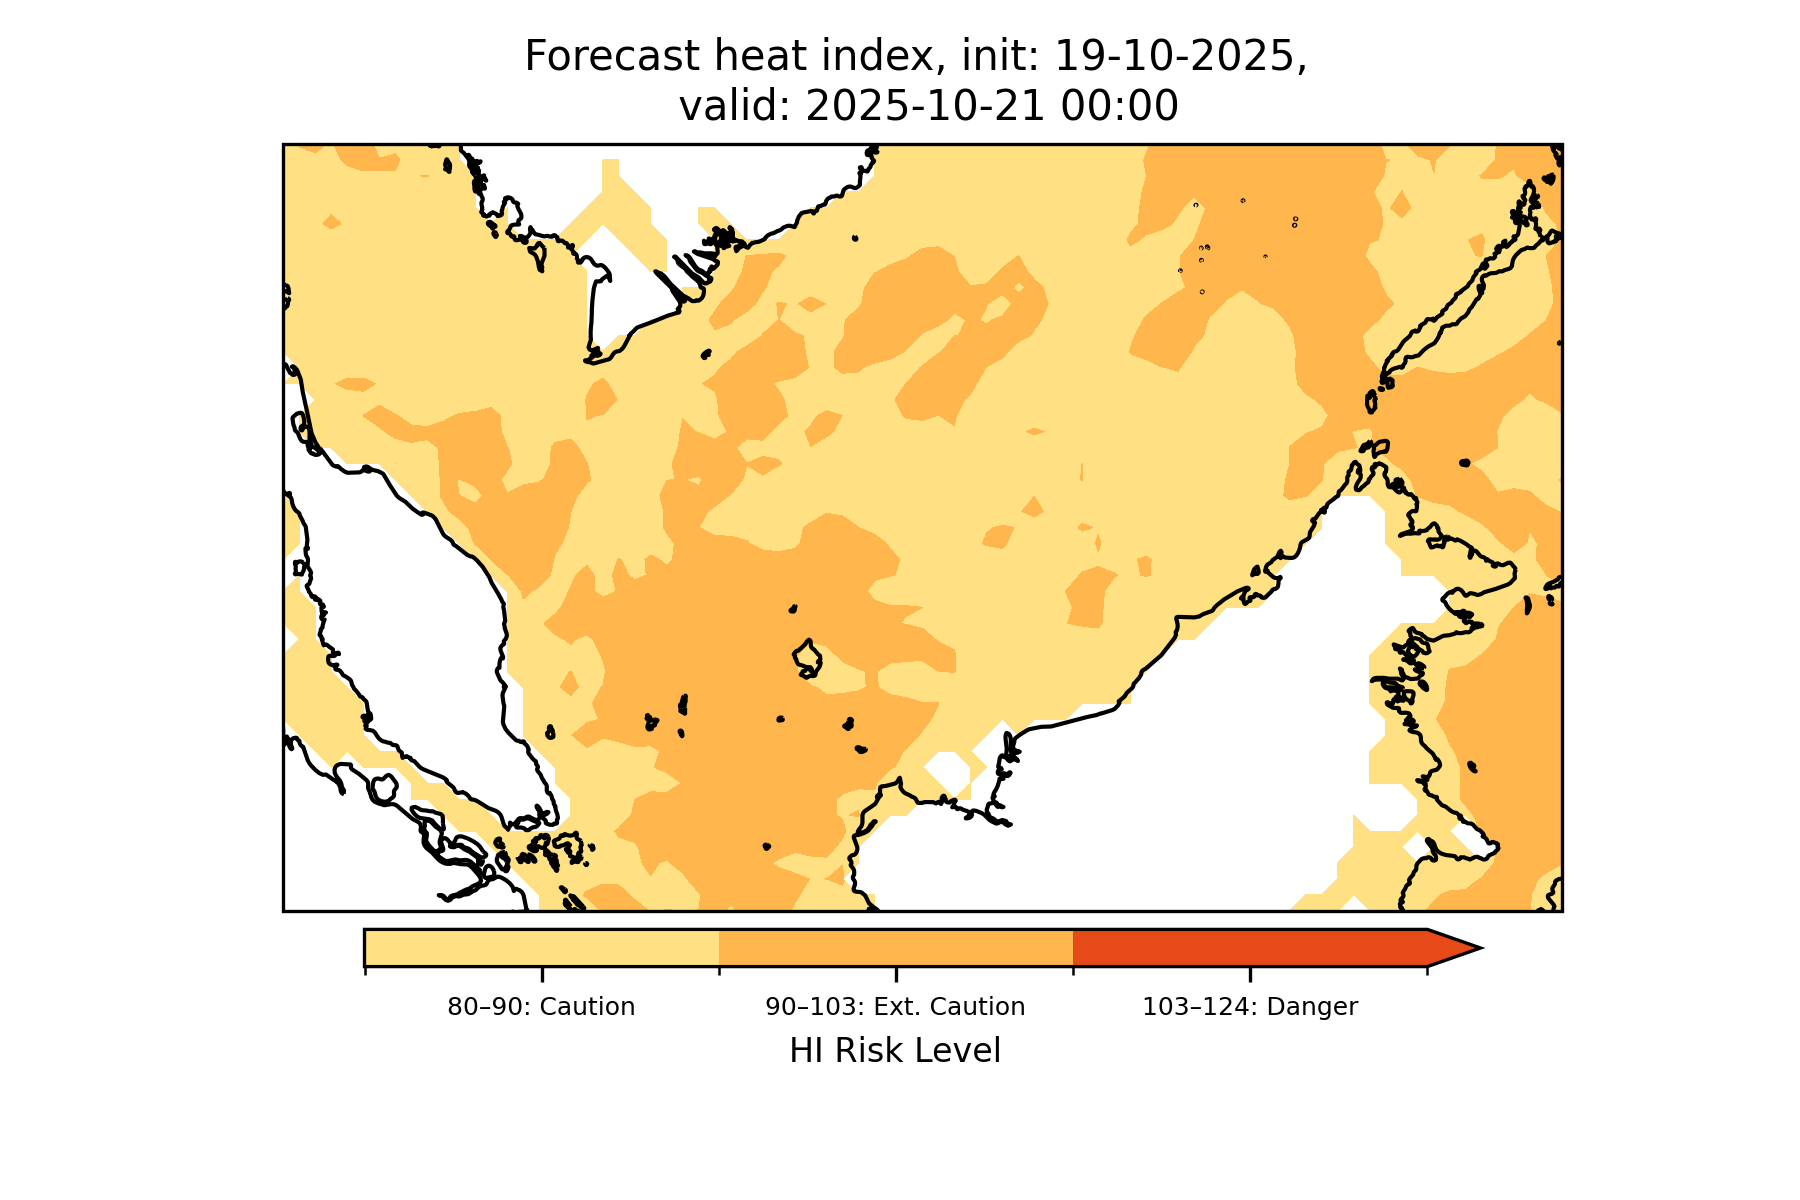 Forecast heat index, init: 19-10-2025,
valid: 2025-10-21 00:00
80–90: Caution
90–103: Ext. Caution
103–124: Danger
HI Risk Level